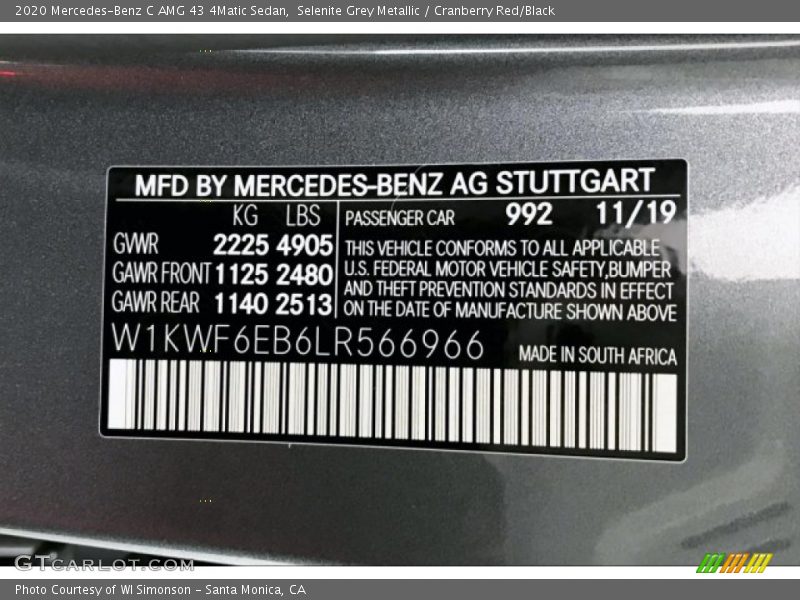 2020 Mercedes-Benz C AMG 43 4Matic Sedan,  Selenite Grey Metallic / Cranberry Red/Black
MFD BY MERCEDES-BENZ AG STUTTGART
KG LBS
GVWR 2225 4905
GAWR FRONT 1125 2480
GAWR REAR 1140 2513
PASSENGER CAR 992 11/19
THIS VEHICLE CONFORMS TO ALL APPLICABLE
U.S. FEDERAL MOTOR VEHICLE SAFETY,BUMPER
AND THEFT PREVENTION STANDARDS IN EFFECT
ON THE DATE OF MANUFACTURE SHOWN ABOVE
W1KWF6EB6LR566966
MADE IN SOUTH AFRICA
GTCARLOT.COM
Photo Courtesy of WI Simonson - Santa Monica, CA